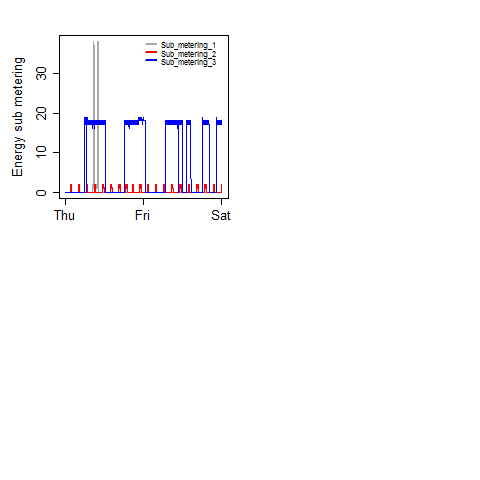 Energy sub metering
30
20
10
0
Sub_metering_1
Sub_metering_2
Sub_metering_3
Thu Fri Sat